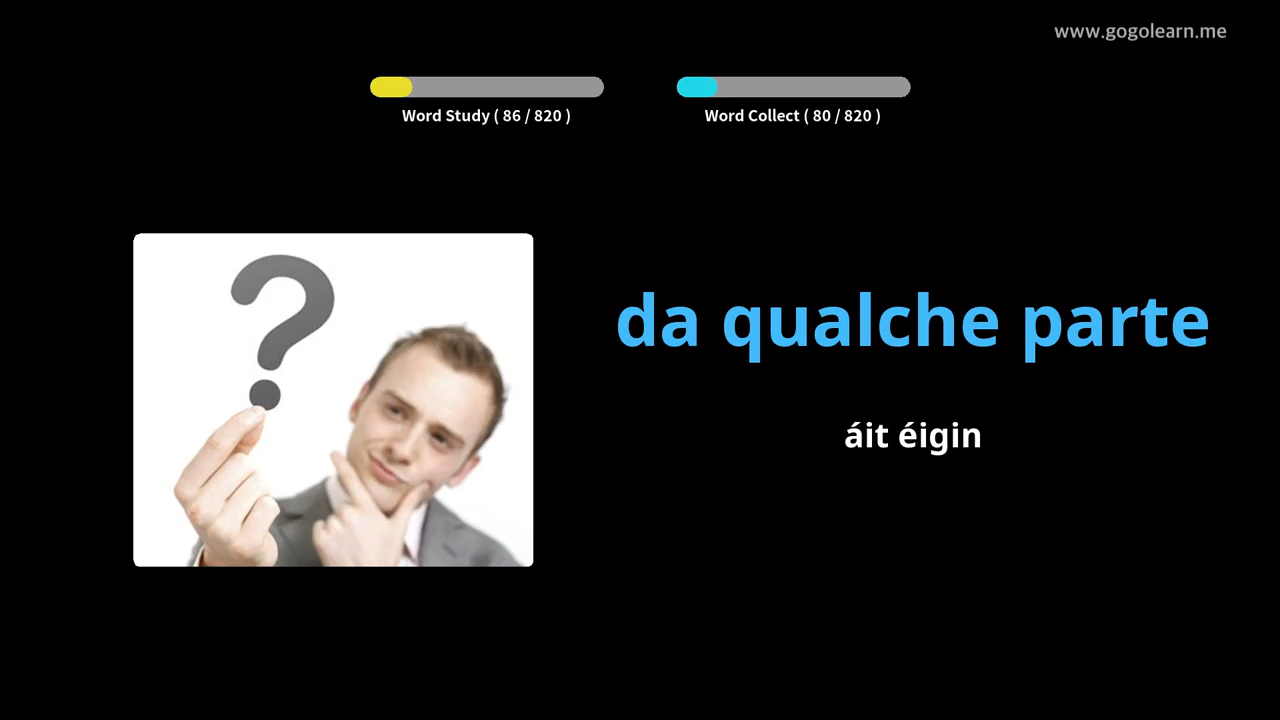 www.gogolearn.me
Word Study ( 86 / 820 )
Word Collect ( 80 / 820 )
da qualche parte
áit éigin